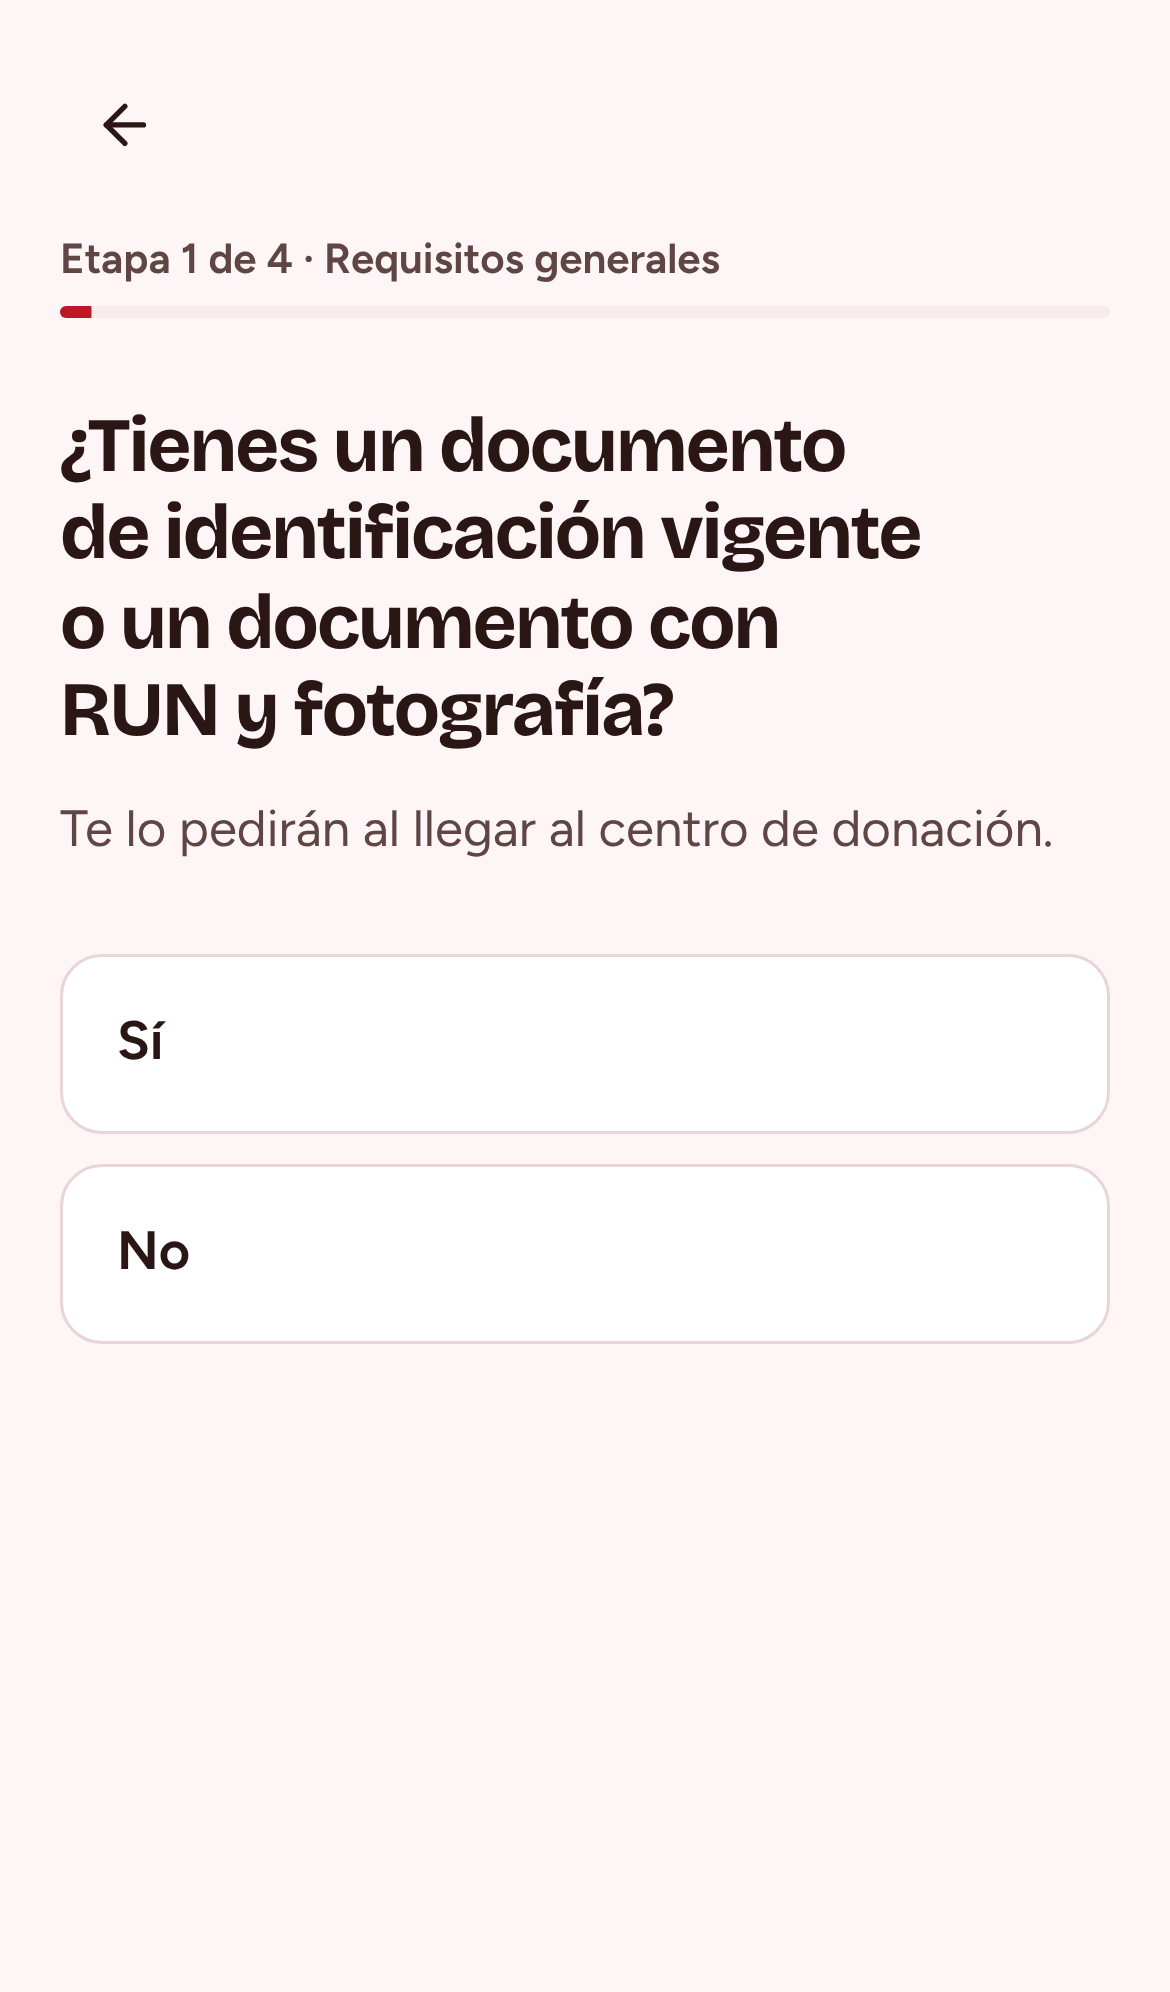 Etapa 1 de 4 · Requisitos generales
¿Tienes un documento
de identificación vigente
o un documento con
RUN y fotografía?
Te lo pedirán al llegar al centro de donación.
Sí
No